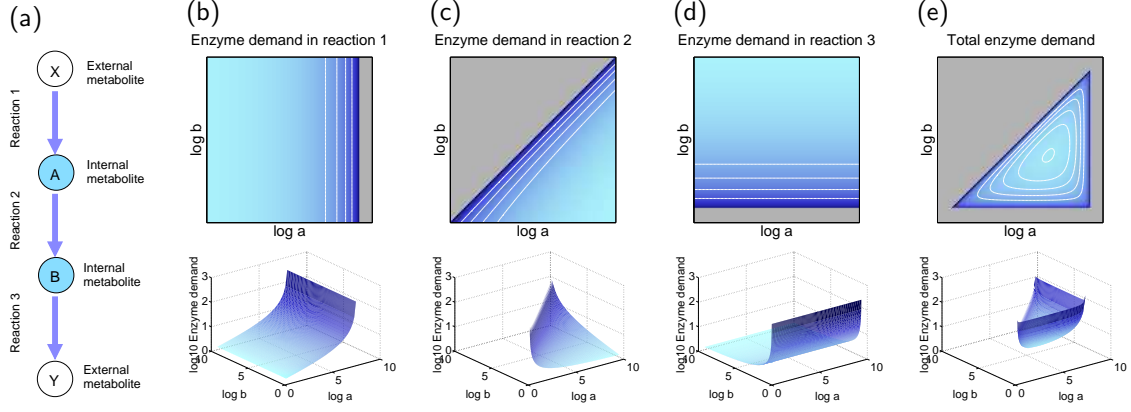 (a)
X
External
metabolite
Reaction 1
A
Internal
metabolite
Reaction 2
B
Internal
metabolite
Reaction 3
Y
External
metabolite
(b)
Enzyme demand in reaction 1
log b
log a
log10 Enzyme demand
3
2
1
0
10
5
0
0
5
10
log b
log a
(c)
Enzyme demand in reaction 2
log b
log a
log10 Enzyme demand
3
2
1
0
10
5
0
0
5
10
log b
log a
(d)
Enzyme demand in reaction 3
log b
log a
log10 Enzyme demand
3
2
1
0
10
5
0
0
5
10
log b
log a
(e)
Total enzyme demand
log b
log a
log10 Enzyme demand
3
2
1
0
10
5
0
0
5
10
log b
log a